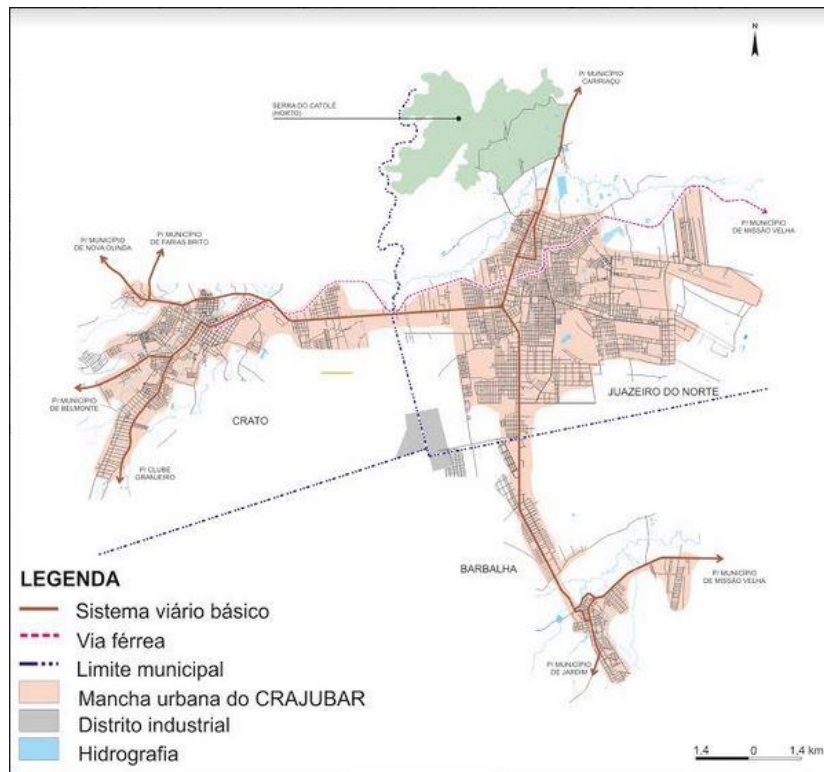 N
P/ MUNICÍPIO
CARIRIAÇU
SERRA DO CATOLÉ
(HORTO)
P/ MUNICÍPIO
DE FARIAS BRITO
P/ MUNICÍPIO
DE NOVA OLINDA
P/ MUNICÍPIO
DE MISSÃO VELHA
P/ MUNICÍPIO
DE BELMONTE
CRATO
JUAZEIRO DO NORTE
P/ CLUBE
GRANJEIRO
BARBALHA
P/ MUNICÍPIO
DE MISSÃO VELHA
P/ MUNICÍPIO
DE JARDIM
LEGENDA
Sistema viário básico
Via férrea
Limite municipal
Mancha urbana do CRAJUBAR
Distrito industrial
Hidrografia
1.4 0 1,4 km